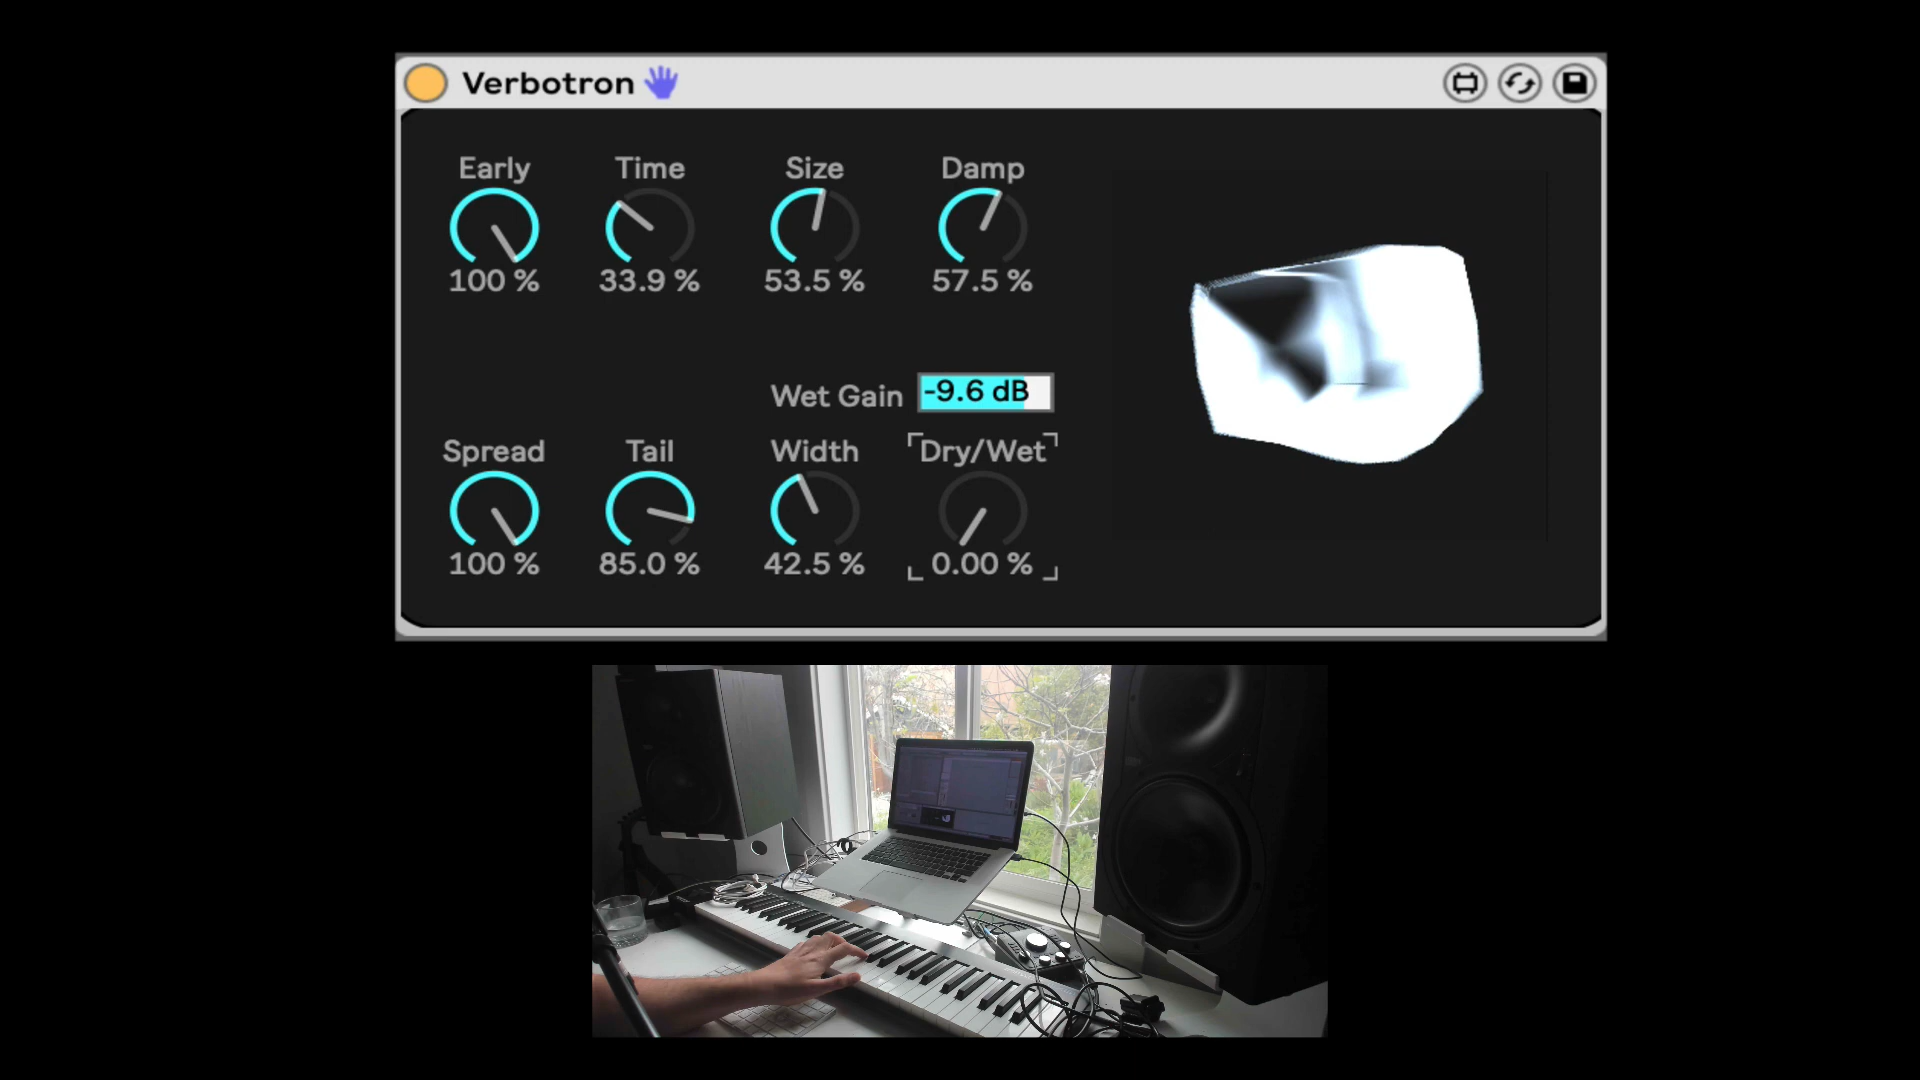 Verbotron
Early Time Size Damp
100 % 33.9 % 53.5 % 57.5 %
Wet Gain -9.6 dB
Spread Tail Width Dry/Wet
100 % 85.0 % 42.5 % 0.00 %